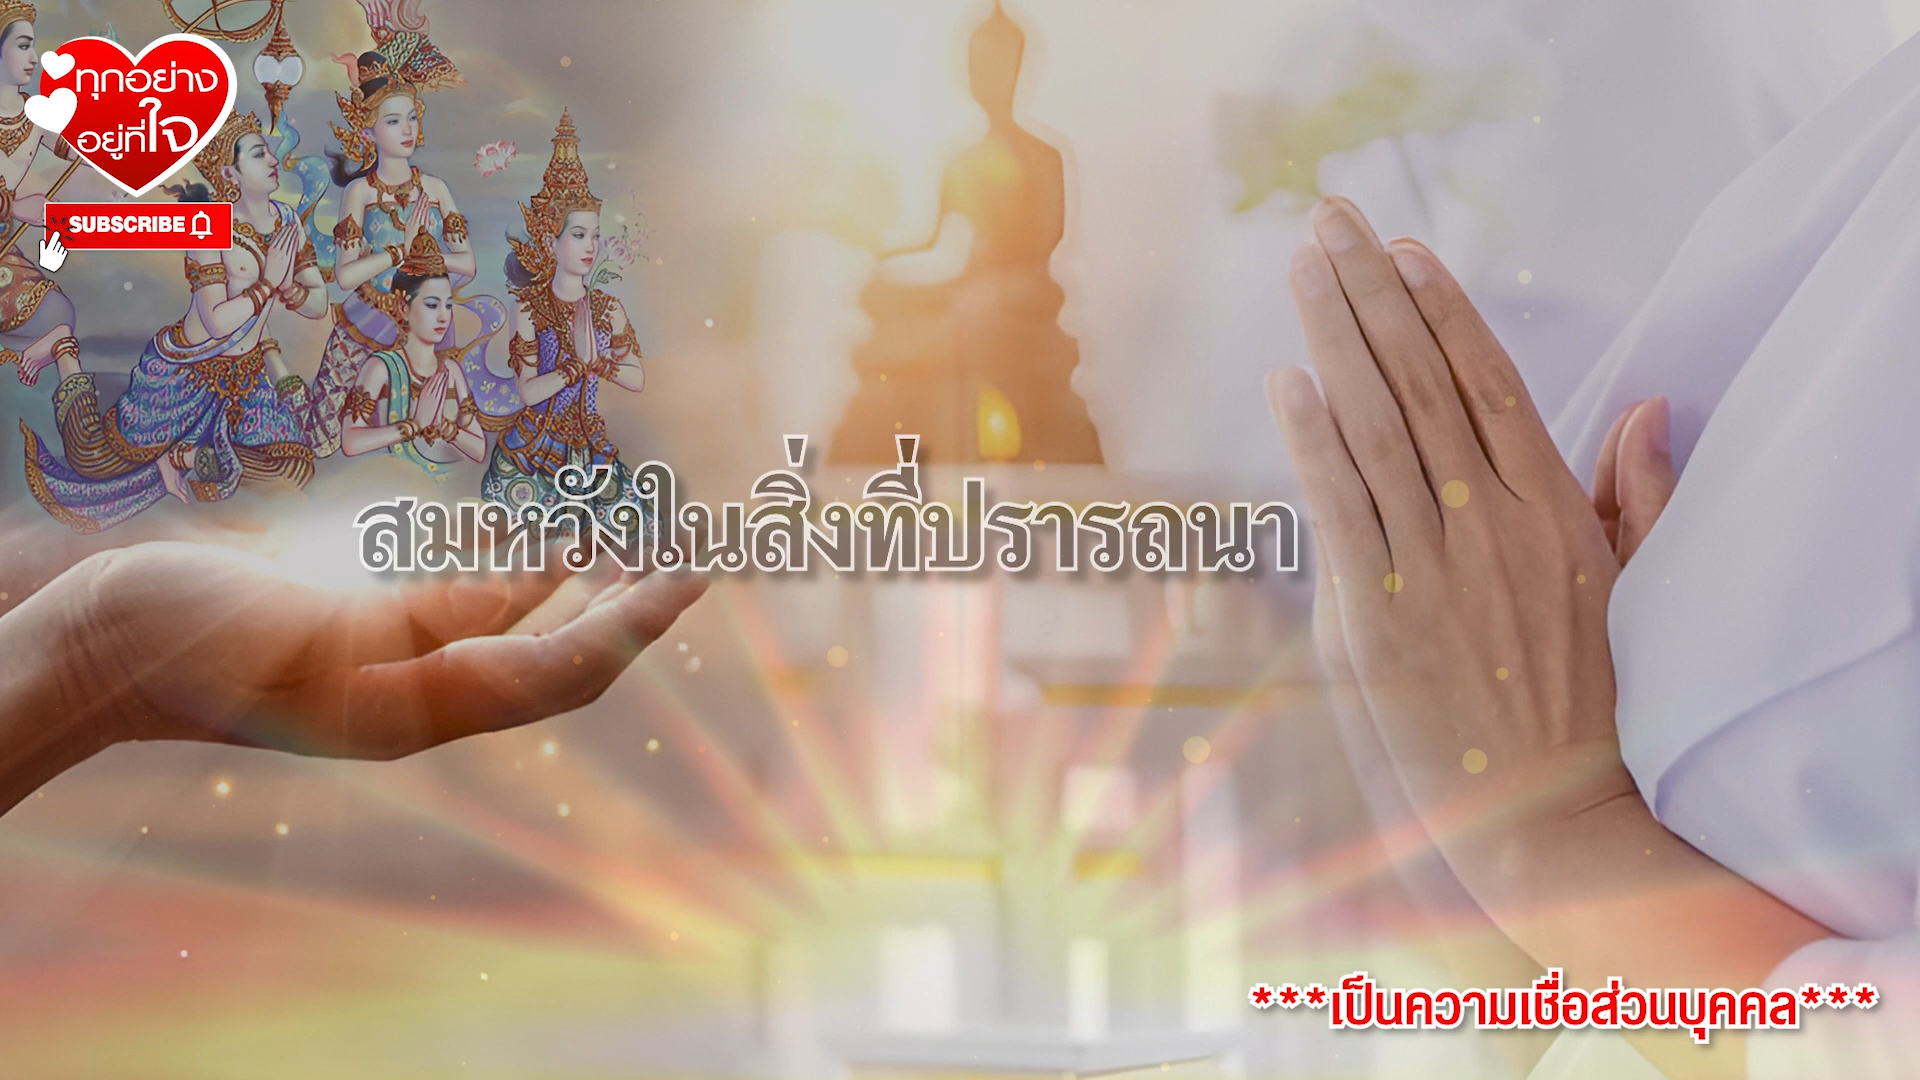 ทุกอย่าง
อยู่ที่ใจ
SUBSCRIBE
สมหวังในสิ่งที่ปรารถนา
***เป็นความเชื่อส่วนบุคคล***